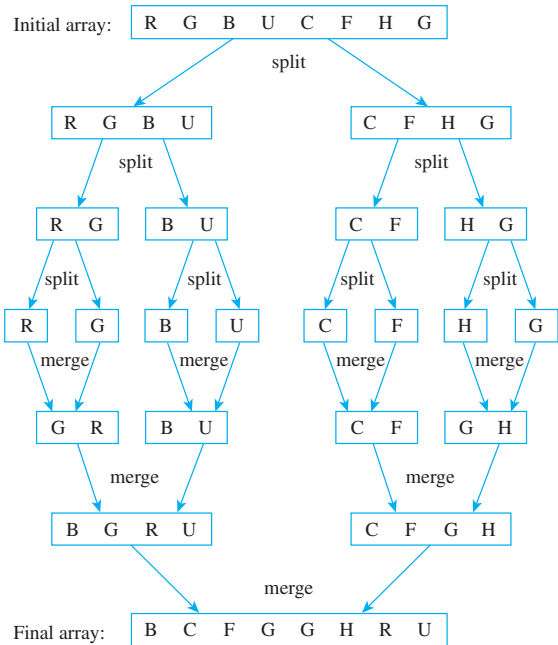 Initial array: R G B U C F H G
split
R G B U C F H G
split split
R G B U C F H G
split split split split
R G B U C F H G
merge merge merge merge
G R B U C F G H
merge merge
B G R U C F G H
merge
Final array: B C F G G H R U